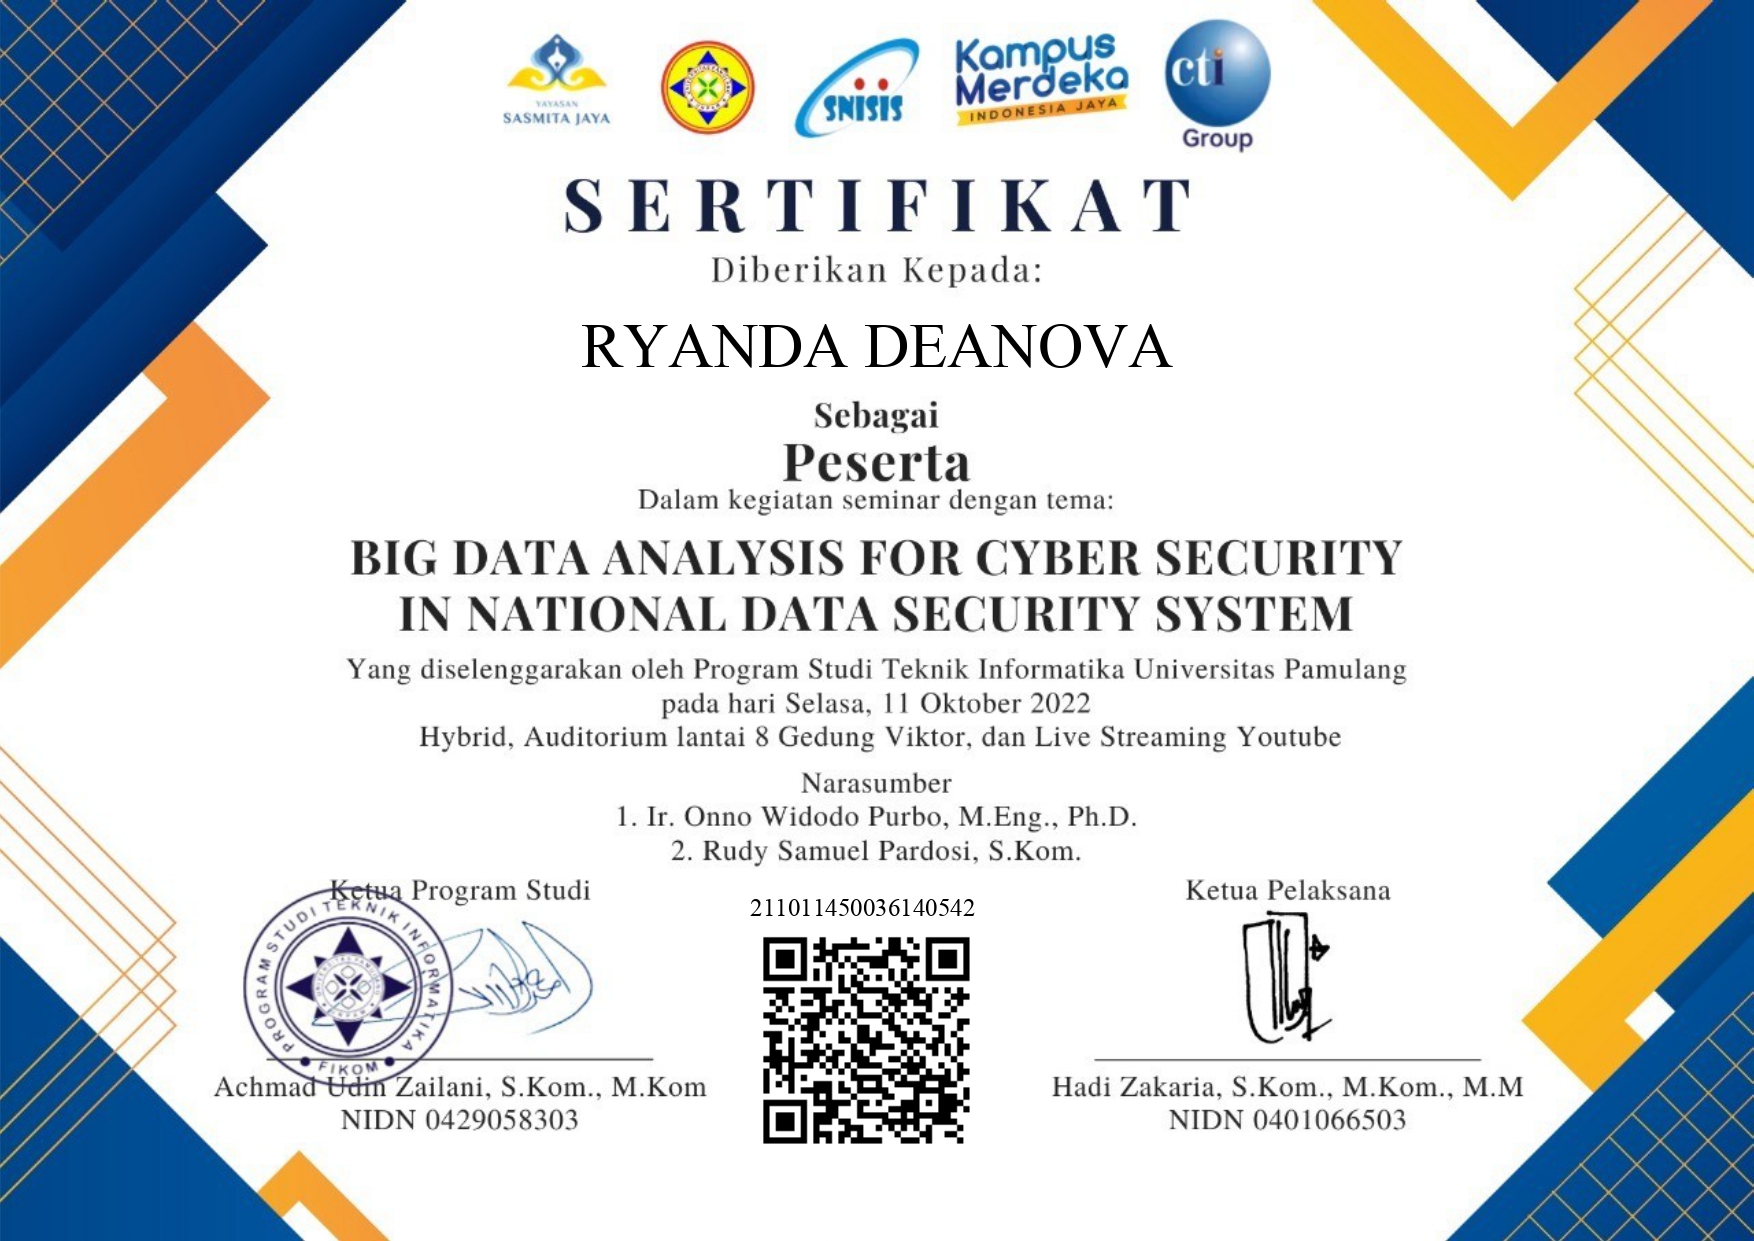 YAYASAN
SASMITA JAYA
SNISIS
Kampus
Merdeka
INDONESIA JAYA
cti
Group
SERTIFIKAT
Diberikan Kepada:
RYANDA DEANOVA
Sebagai
Peserta
Dalam kegiatan seminar dengan tema:
BIG DATA ANALYSIS FOR CYBER SECURITY
IN NATIONAL DATA SECURITY SYSTEM
Yang diselenggarakan oleh Program Studi Teknik Informatika Universitas Pamulang
pada hari Selasa, 11 Oktober 2022
Hybrid, Auditorium lantai 8 Gedung Viktor, dan Live Streaming Youtube
Narasumber
1. Ir. Onno Widodo Purbo, M.Eng., Ph.D.
2. Rudy Samuel Pardosi, S.Kom.
Ketua Program Studi
PROGRAM STUDI TEKNIK INFORMATIKA
FIKOM
Achmad Udin Zailani, S.Kom., M.Kom
NIDN 0429058303
211011450036140542
Ketua Pelaksana
Hadi Zakaria, S.Kom., M.Kom., M.M
NIDN 0401066503